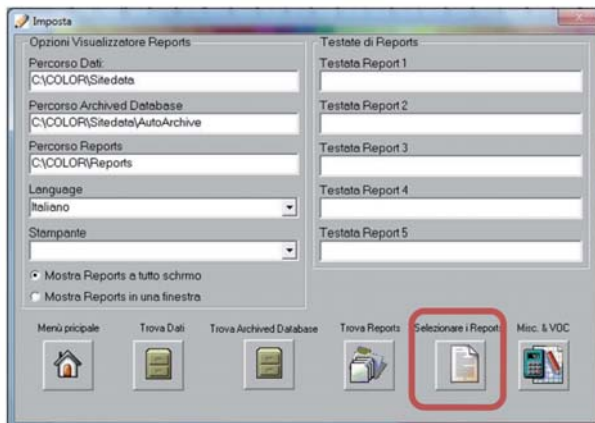 Imposta
Opzioni Visualizzatore Reports
Percorso Dati:
C:\COLOR\Sitedata
Percorso Archived Database
C:\COLOR\Sitedata\AutoArchive
Percorso Reports
C:\COLOR\Reports
Language
Italiano
Stampante
Mostra Reports a tutto schrmo
Mostra Reports in una finestra
Testate di Reports
Testata Report 1
Testata Report 2
Testata Report 3
Testata Report 4
Testata Report 5
Menù pricipale
Trova Dati
Trova Archived Database
Trova Reports
Selezionare i Reports
Misc. & VOC